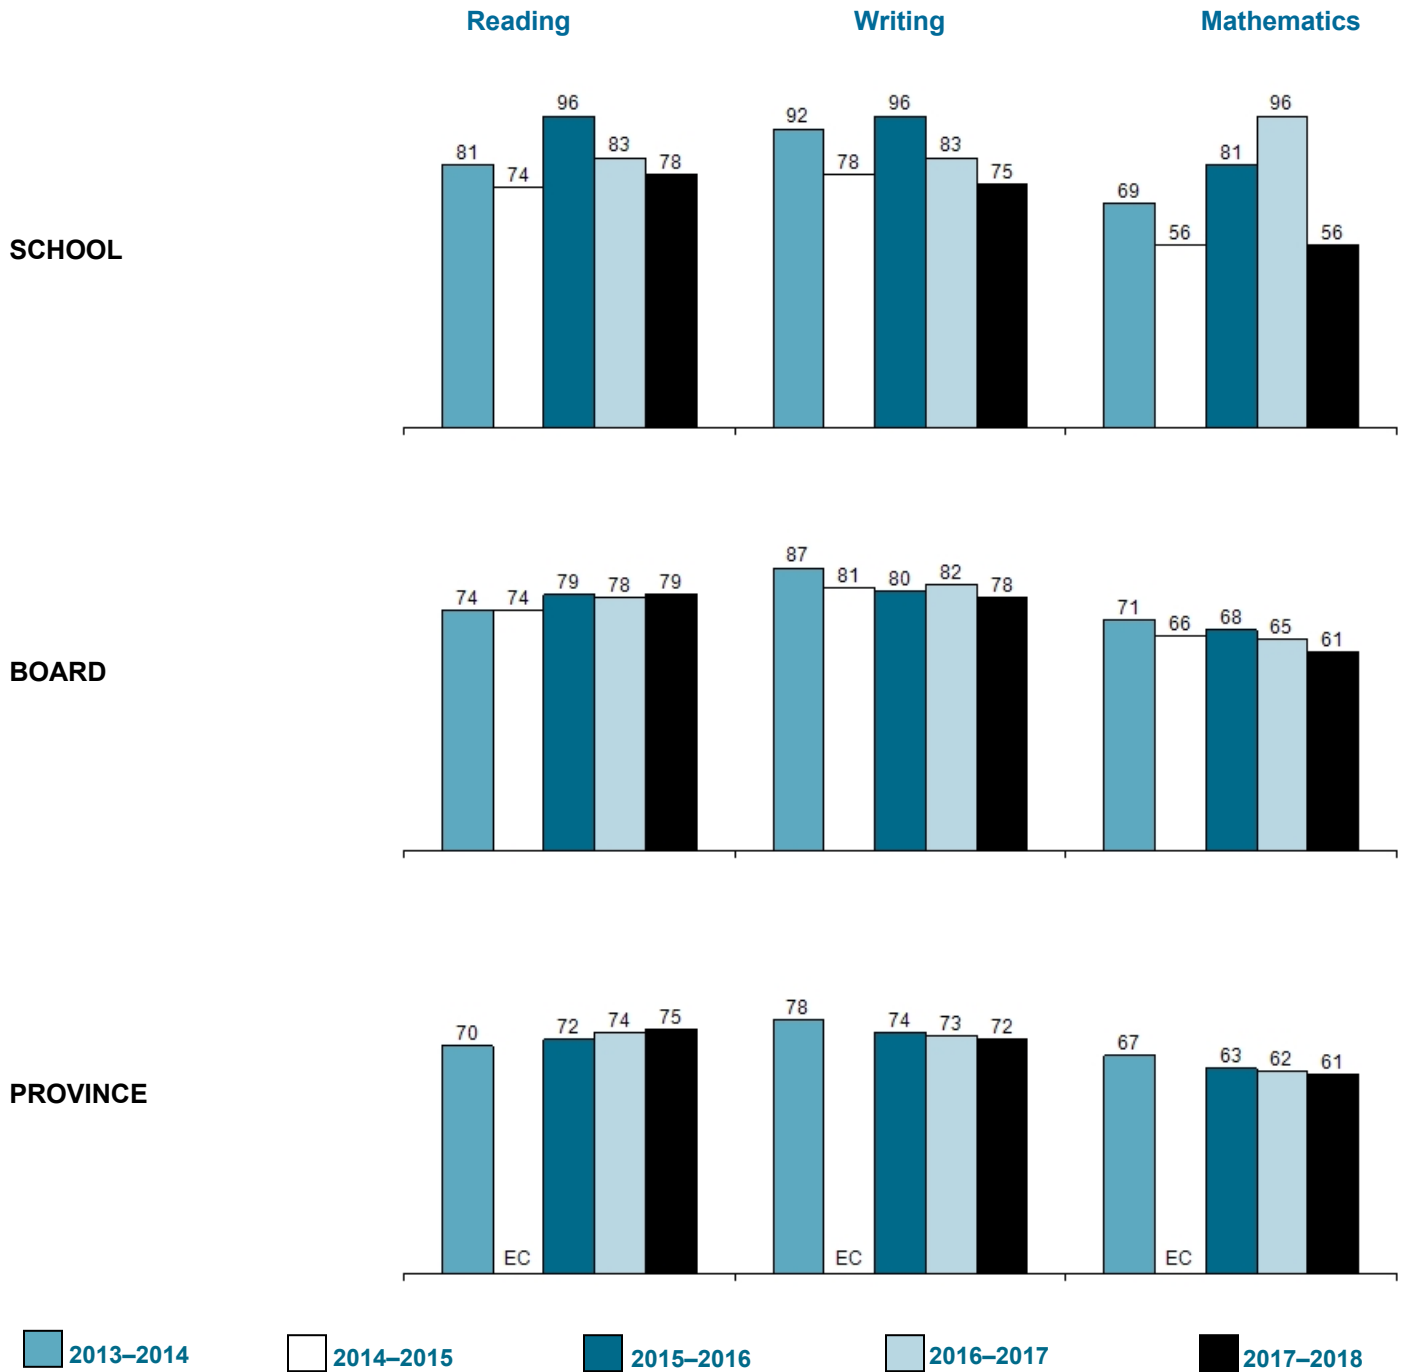 Reading Writing Mathematics
96 92 96 96
81 83 78 78 83 81
74 75 69
56 56
SCHOOL
87
74 74 79 78 79 81 80 82 78
71 66 68 65 61
BOARD
70 72 74 75 78 74 73 72
67 63 62 61
PROVINCE
EC EC EC
2013–2014 2014–2015 2015–2016 2016–2017 2017–2018